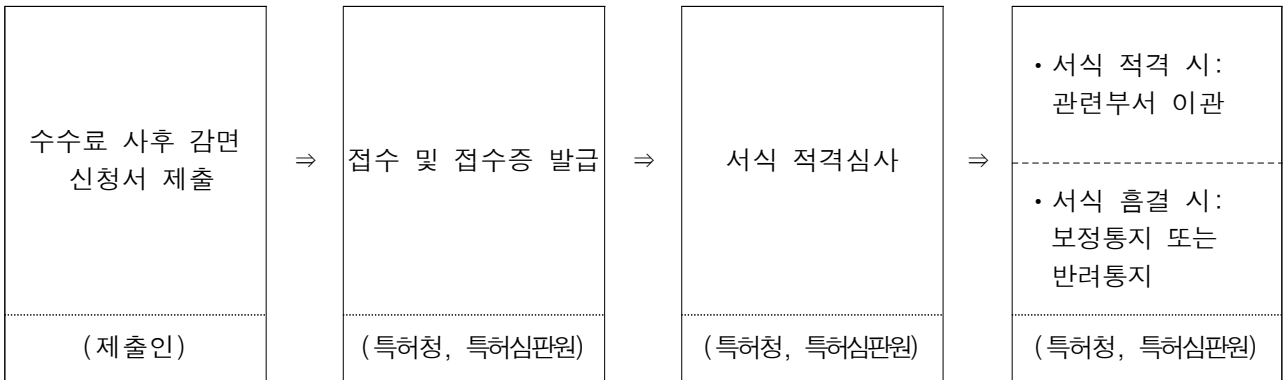 수수료 사후 감면
신청서 제출
(제출인)
⇒
접수 및 접수증 발급
(특허청, 특허심판원)
⇒
서식 적격심사
(특허청, 특허심판원)
⇒
• 서식 적격 시:
관련부서 이관
• 서식 흠결 시:
보정통지 또는
반려통지
(특허청, 특허심판원)